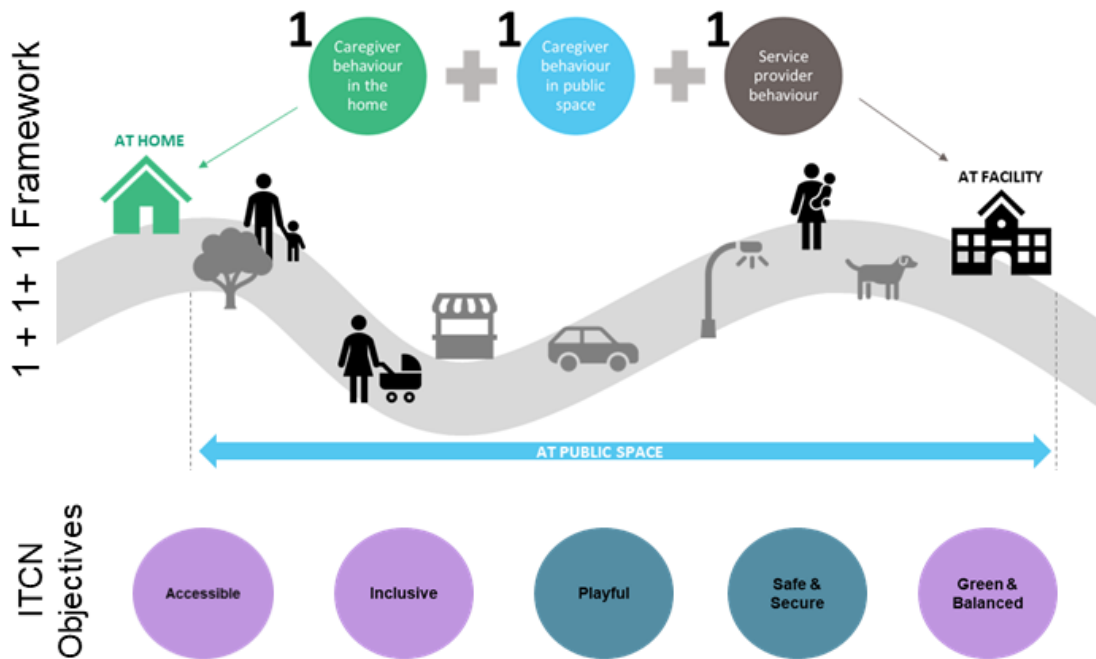 1 + 1+ 1 Framework
1
Caregiver
behaviour
in the
home
1
Caregiver
behaviour
in public
space
1
Service
provider
behaviour
AT HOME
AT FACILITY
AT PUBLIC SPACE
ITCN
Objectives
Accessible
Inclusive
Playful
Safe &
Secure
Green &
Balanced